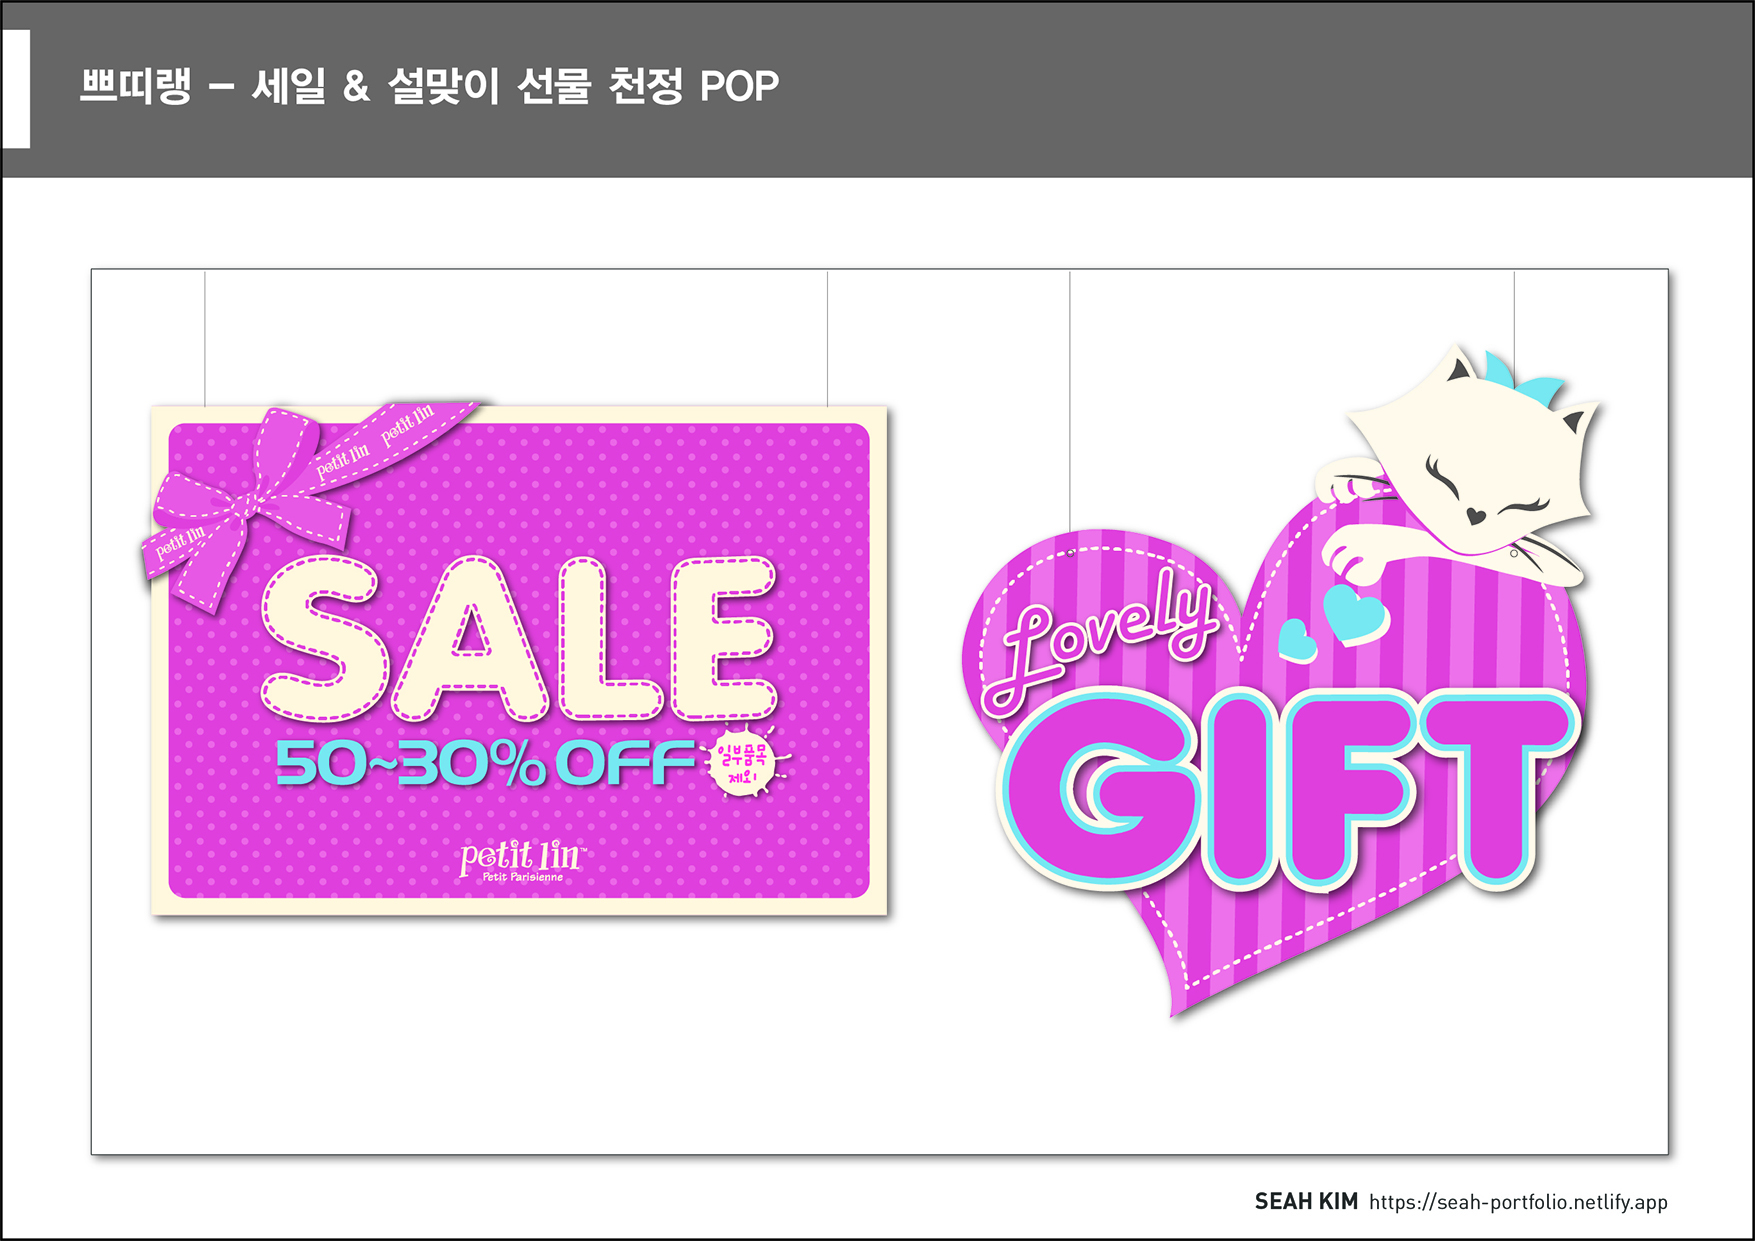 쁘띠랭 – 세일 & 설맞이 선물 천정 POP
petit lin petit lin
petit lin
SALE
50~30% OFF
일부품목
제외
petit lin™
Petit Parisienne
Lovely
GIFT
SEAH KIM https://seah-portfolio.netlify.app